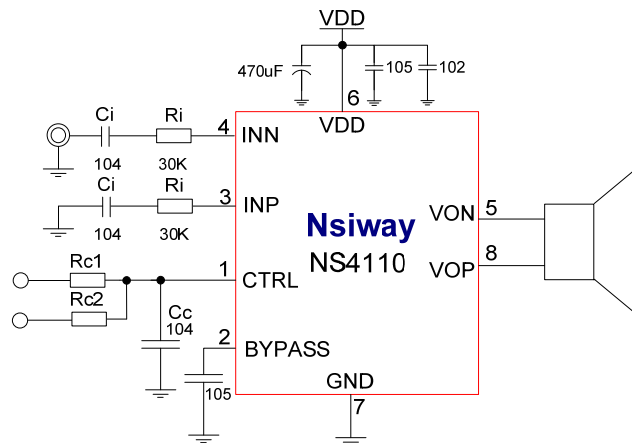 VDD
470uF
105
102
6
VDD
Ci
Ri
4
INN
104
30K
Ci
Ri
3
INP
104
30K
Nsiway
NS4110
VON
5
VOP
8
Rc1
1
CTRL
Rc2
Cc
104
2
BYPASS
105
GND
7